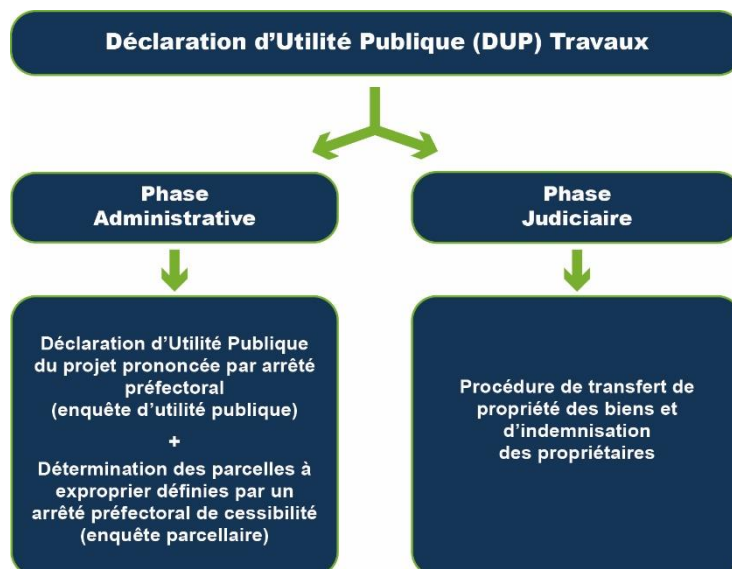 Déclaration d'Utilité Publique (DUP) Travaux
Phase
Administrative
Déclaration d'Utilité Publique
du projet prononcée par arrêté
préfectoral
(enquête d'utilité publique)
+
Détermination des parcelles à
exproprier définies par un
arrêté préfectoral de cessibilité
(enquête parcellaire)
Phase
Judiciaire
Procédure de transfert de
propriété des biens et
d'indemnisation
des propriétaires